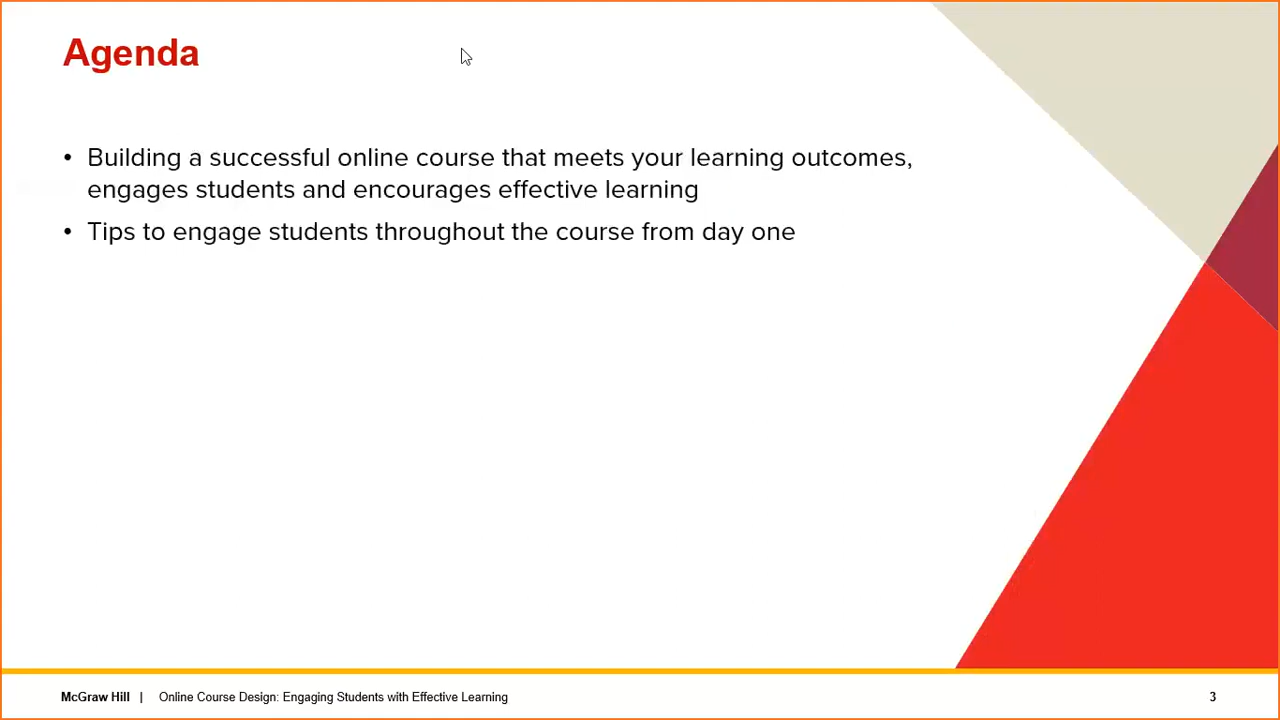 Agenda
• Building a successful online course that meets your learning outcomes,
engages students and encourages effective learning
• Tips to engage students throughout the course from day one
McGraw Hill | Online Course Design: Engaging Students with Effective Learning 3